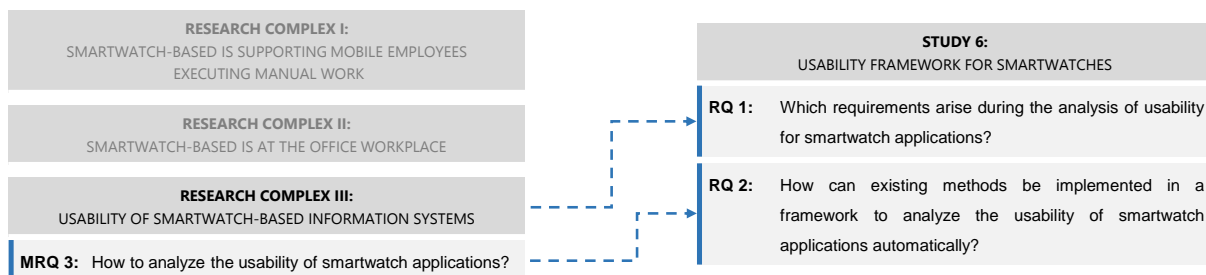 RESEARCH COMPLEX I:
SMARTWATCH-BASED IS SUPPORTING MOBILE EMPLOYEES
EXECUTING MANUAL WORK
RESEARCH COMPLEX II:
SMARTWATCH-BASED IS AT THE OFFICE WORKPLACE
RESEARCH COMPLEX III:
USABILITY OF SMARTWATCH-BASED INFORMATION SYSTEMS
MRQ 3: How to analyze the usability of smartwatch applications?
STUDY 6:
USABILITY FRAMEWORK FOR SMARTWATCHES
RQ 1: Which requirements arise during the analysis of usability
for smartwatch applications?
RQ 2: How can existing methods be implemented in a
framework to analyze the usability of smartwatch
applications automatically?